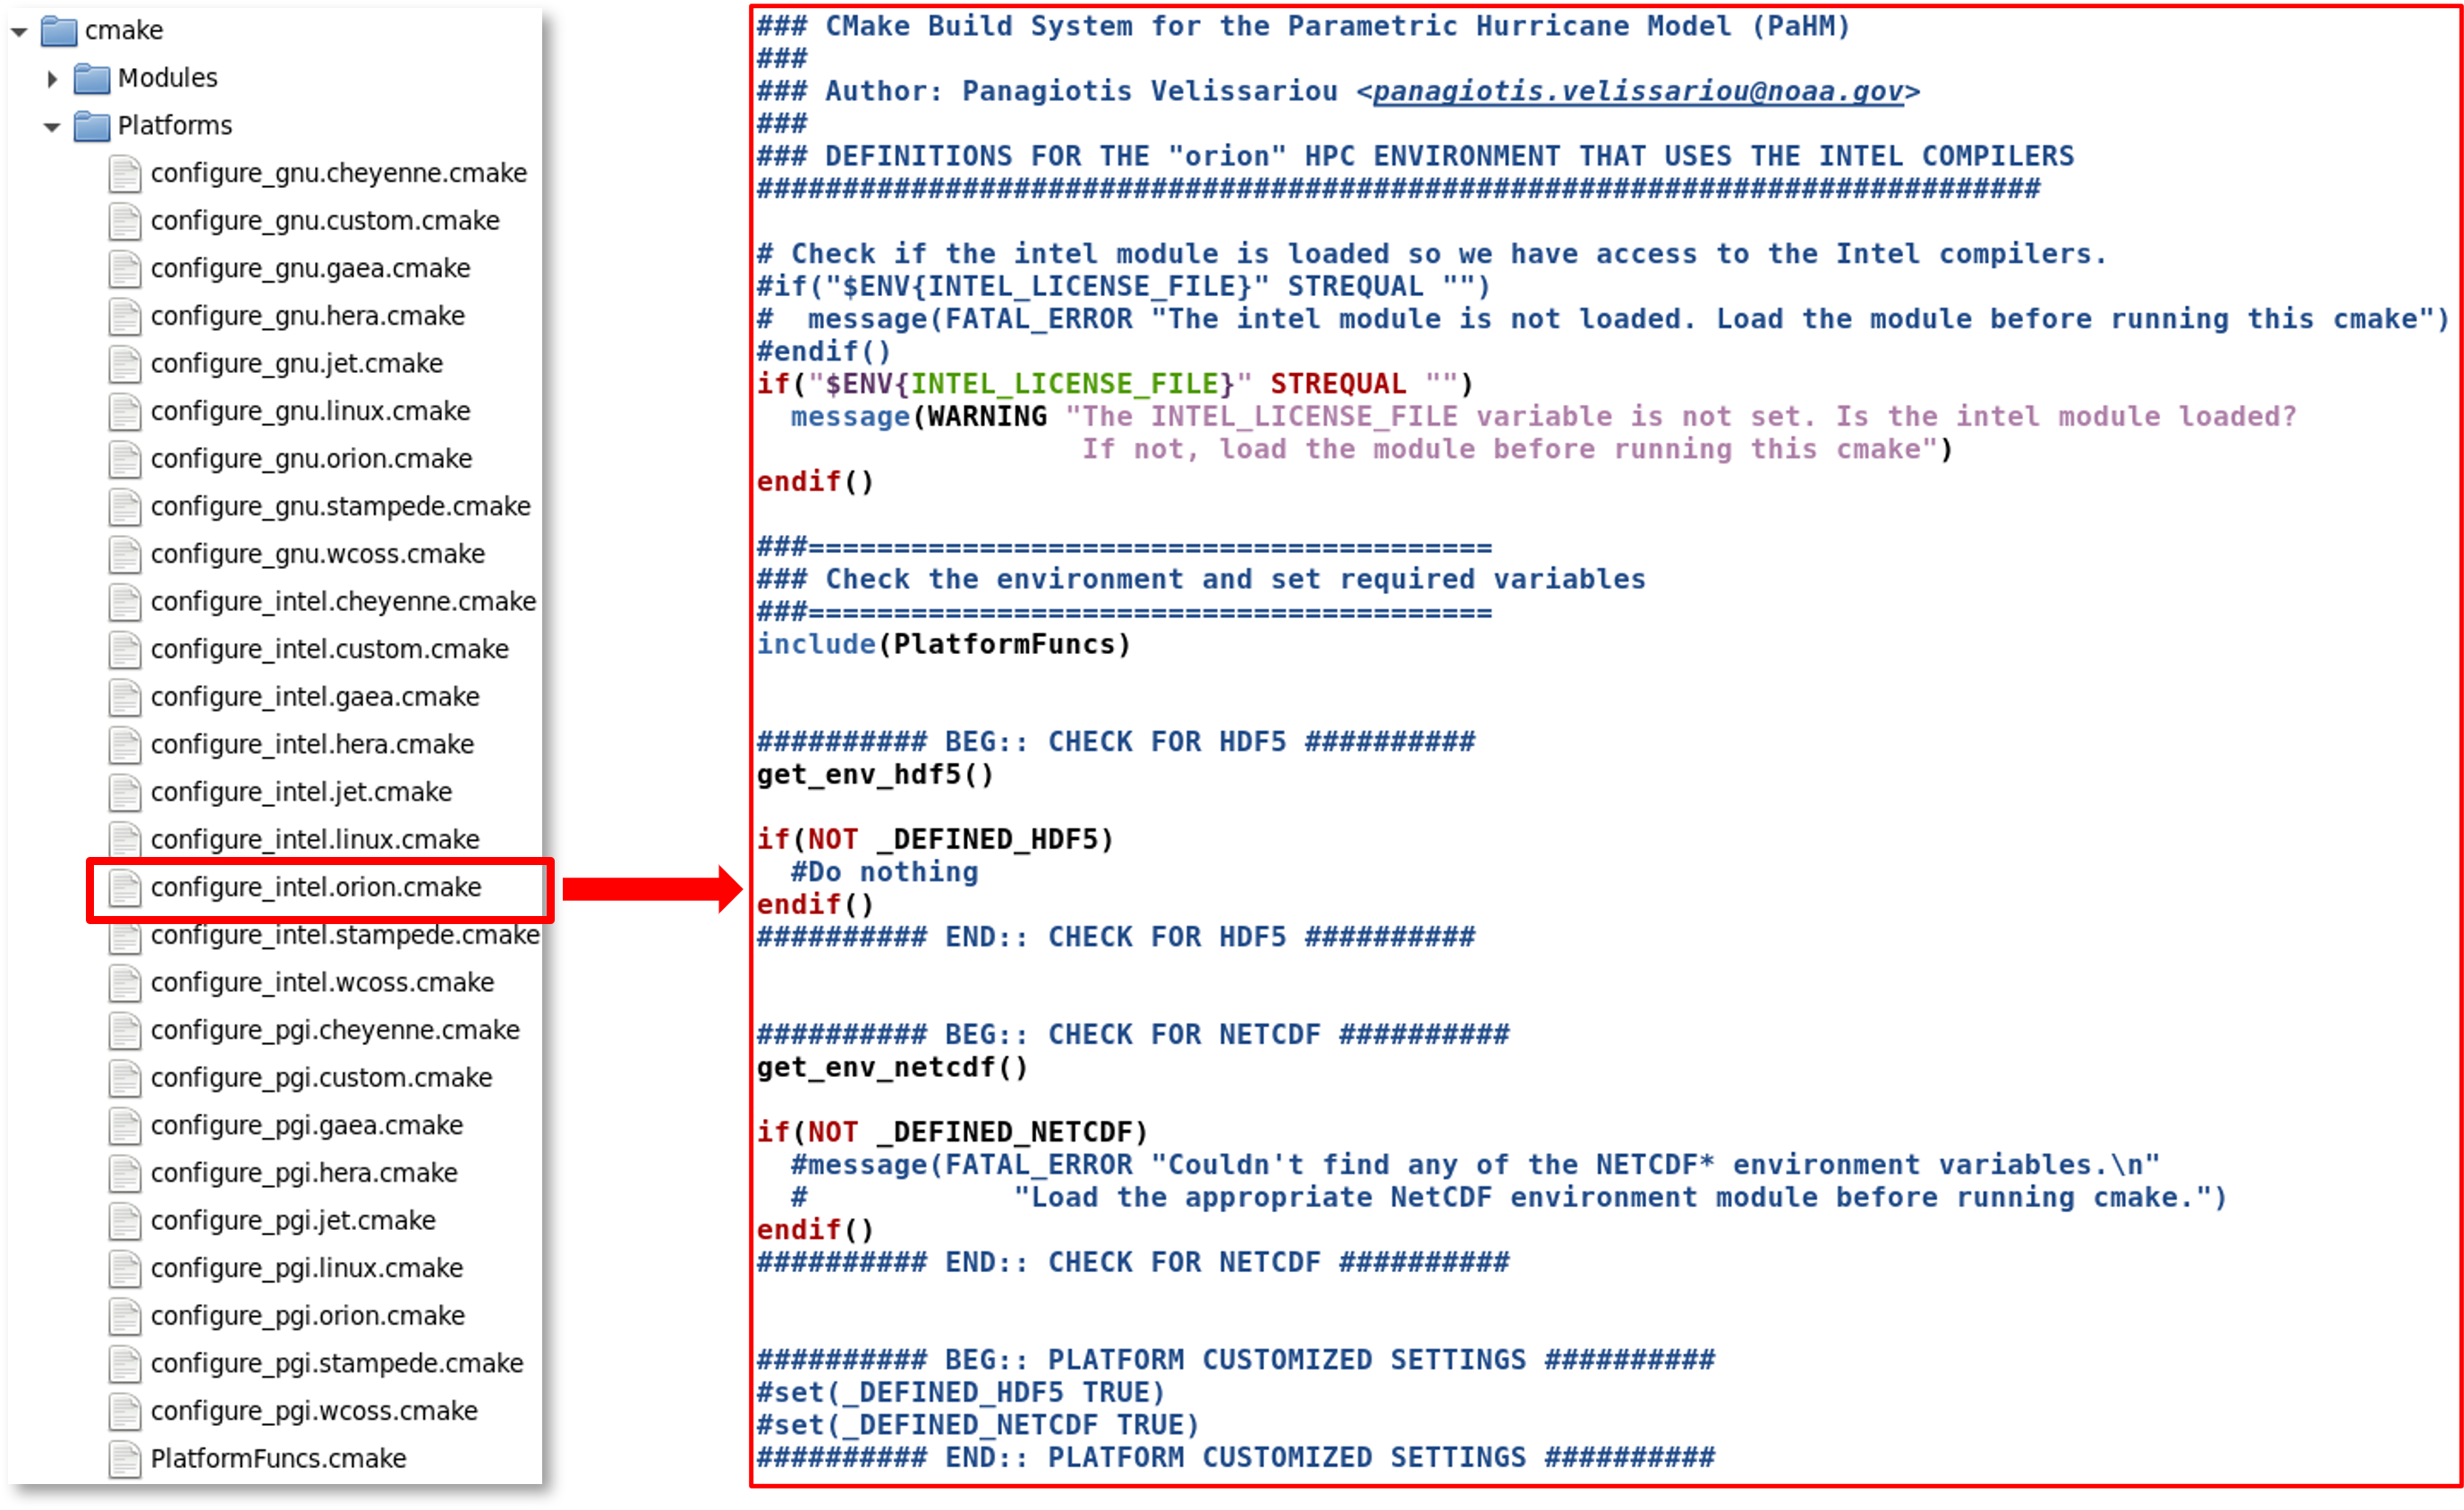 cmake
Modules
Platforms
configure_gnu.cheyenne.cmake
configure_gnu.custom.cmake
configure_gnu.gaea.cmake
configure_gnu.hera.cmake
configure_gnu.jet.cmake
configure_gnu.linux.cmake
configure_gnu.orion.cmake
configure_gnu.stampede.cmake
configure_gnu.wcoss.cmake
configure_intel.cheyenne.cmake
configure_intel.custom.cmake
configure_intel.gaea.cmake
configure_intel.hera.cmake
configure_intel.jet.cmake
configure_intel.linux.cmake
configure_intel.orion.cmake
configure_intel.stampede.cmake
configure_intel.wcoss.cmake
configure_pgi.cheyenne.cmake
configure_pgi.custom.cmake
configure_pgi.gaea.cmake
configure_pgi.hera.cmake
configure_pgi.jet.cmake
configure_pgi.linux.cmake
configure_pgi.orion.cmake
configure_pgi.stampede.cmake
configure_pgi.wcoss.cmake
PlatformFuncs.cmake
### CMake Build System for the Parametric Hurricane Model (PaHM)
###
### Author: Panagiotis Velissariou <panagiotis.velissariou@noaa.gov>
###
### DEFINITIONS FOR THE "orion" HPC ENVIRONMENT THAT USES THE INTEL COMPILERS
###########################################################################

# Check if the intel module is loaded so we have access to the Intel compilers.
#if("$ENV{INTEL_LICENSE_FILE}" STREQUAL "")
#  message(FATAL_ERROR "The intel module is not loaded. Load the module before running this cmake")
#endif()
if("$ENV{INTEL_LICENSE_FILE}" STREQUAL "")
  message(WARNING "The INTEL_LICENSE_FILE variable is not set. Is the intel module loaded?
                   If not, load the module before running this cmake")
endif()

###========================================
### Check the environment and set required variables
###========================================
include(PlatformFuncs)

########## BEG:: CHECK FOR HDF5 ##########
get_env_hdf5()

if(NOT _DEFINED_HDF5)
  #Do nothing
endif()
########## END:: CHECK FOR HDF5 ##########

########## BEG:: CHECK FOR NETCDF ##########
get_env_netcdf()

if(NOT _DEFINED_NETCDF)
  #message(FATAL_ERROR "Couldn't find any of the NETCDF* environment variables.\n"
  #            "Load the appropriate NetCDF environment module before running cmake.")
endif()
########## END:: CHECK FOR NETCDF ##########

########## BEG:: PLATFORM CUSTOMIZED SETTINGS ##########
#set(_DEFINED_HDF5 TRUE)
#set(_DEFINED_NETCDF TRUE)
########## END:: PLATFORM CUSTOMIZED SETTINGS ##########